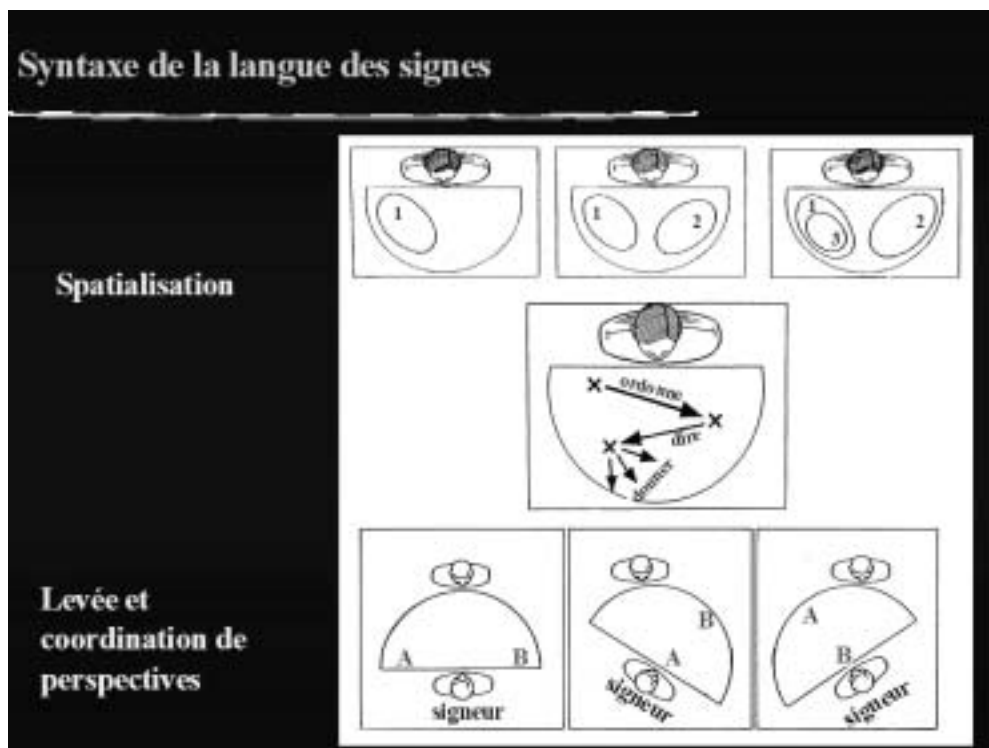 Syntaxe de la langue des signes
1
1 2
1 3 2
Spatialisation
ordonne
dire
donner
Levée et
coordination de
perspectives
A B
signeur
B
A
signeur
A
B
signeur